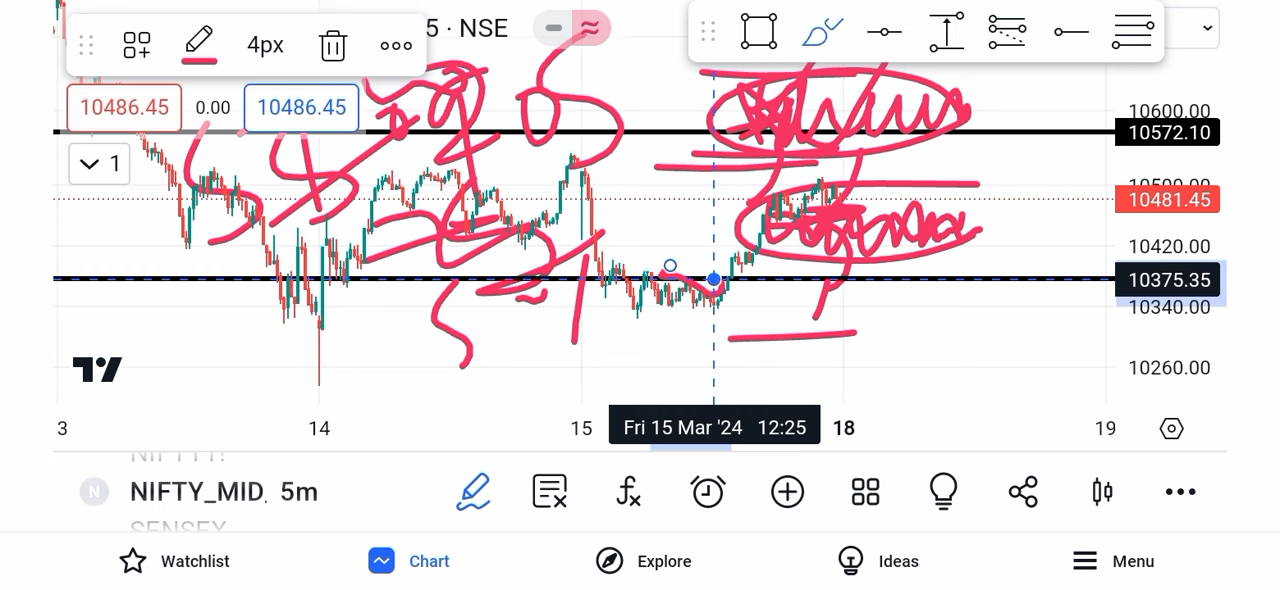 4px
5 · NSE
10486.45 0.00 10486.45
1
10600.00
10572.10
10500.00
10481.45
10420.00
10375.35
10340.00
10260.00
3 14 15 Fri 15 Mar '24 12:25 18 19
N NIFTY_MID, 5m
Watchlist Chart Explore Ideas Menu